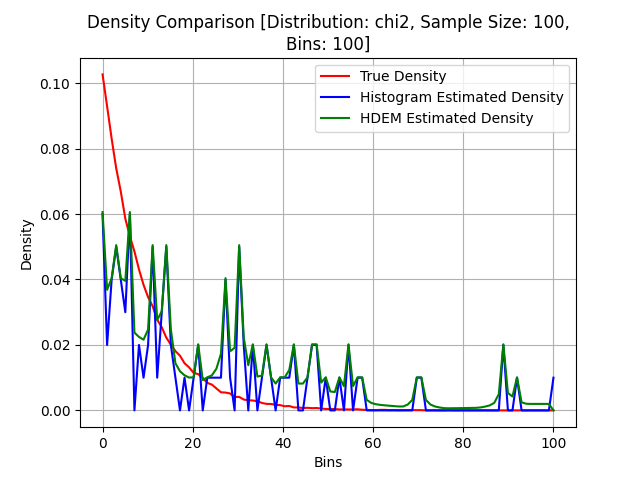 Density Comparison [Distribution: chi2, Sample Size: 100,
Bins: 100]
True Density
Histogram Estimated Density
HDEM Estimated Density
Density
0.10
0.08
0.06
0.04
0.02
0.00
0
20
40
60
80
100
Bins